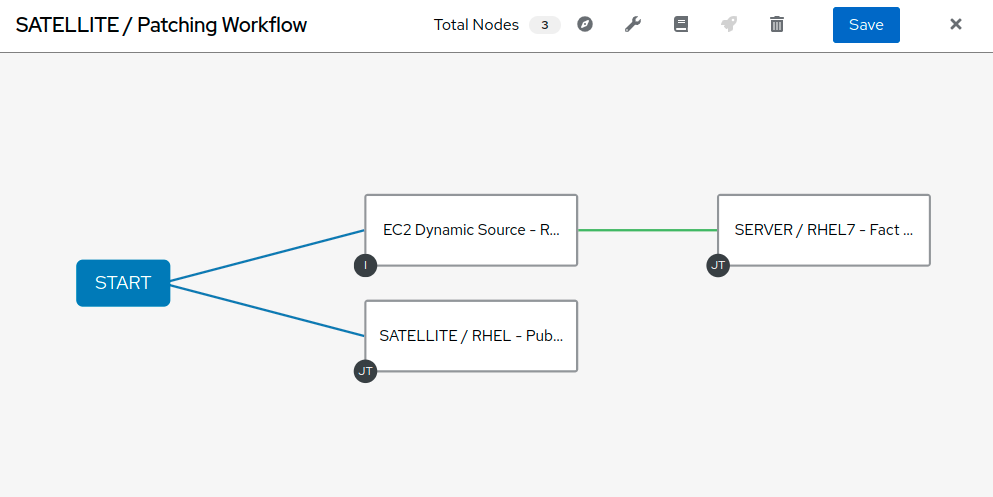 SATELLITE / Patching Workflow
Total Nodes 3
Save
START
EC2 Dynamic Source - R...
I
SERVER / RHEL7 - Fact ...
JT
SATELLITE / RHEL - Pub...
JT